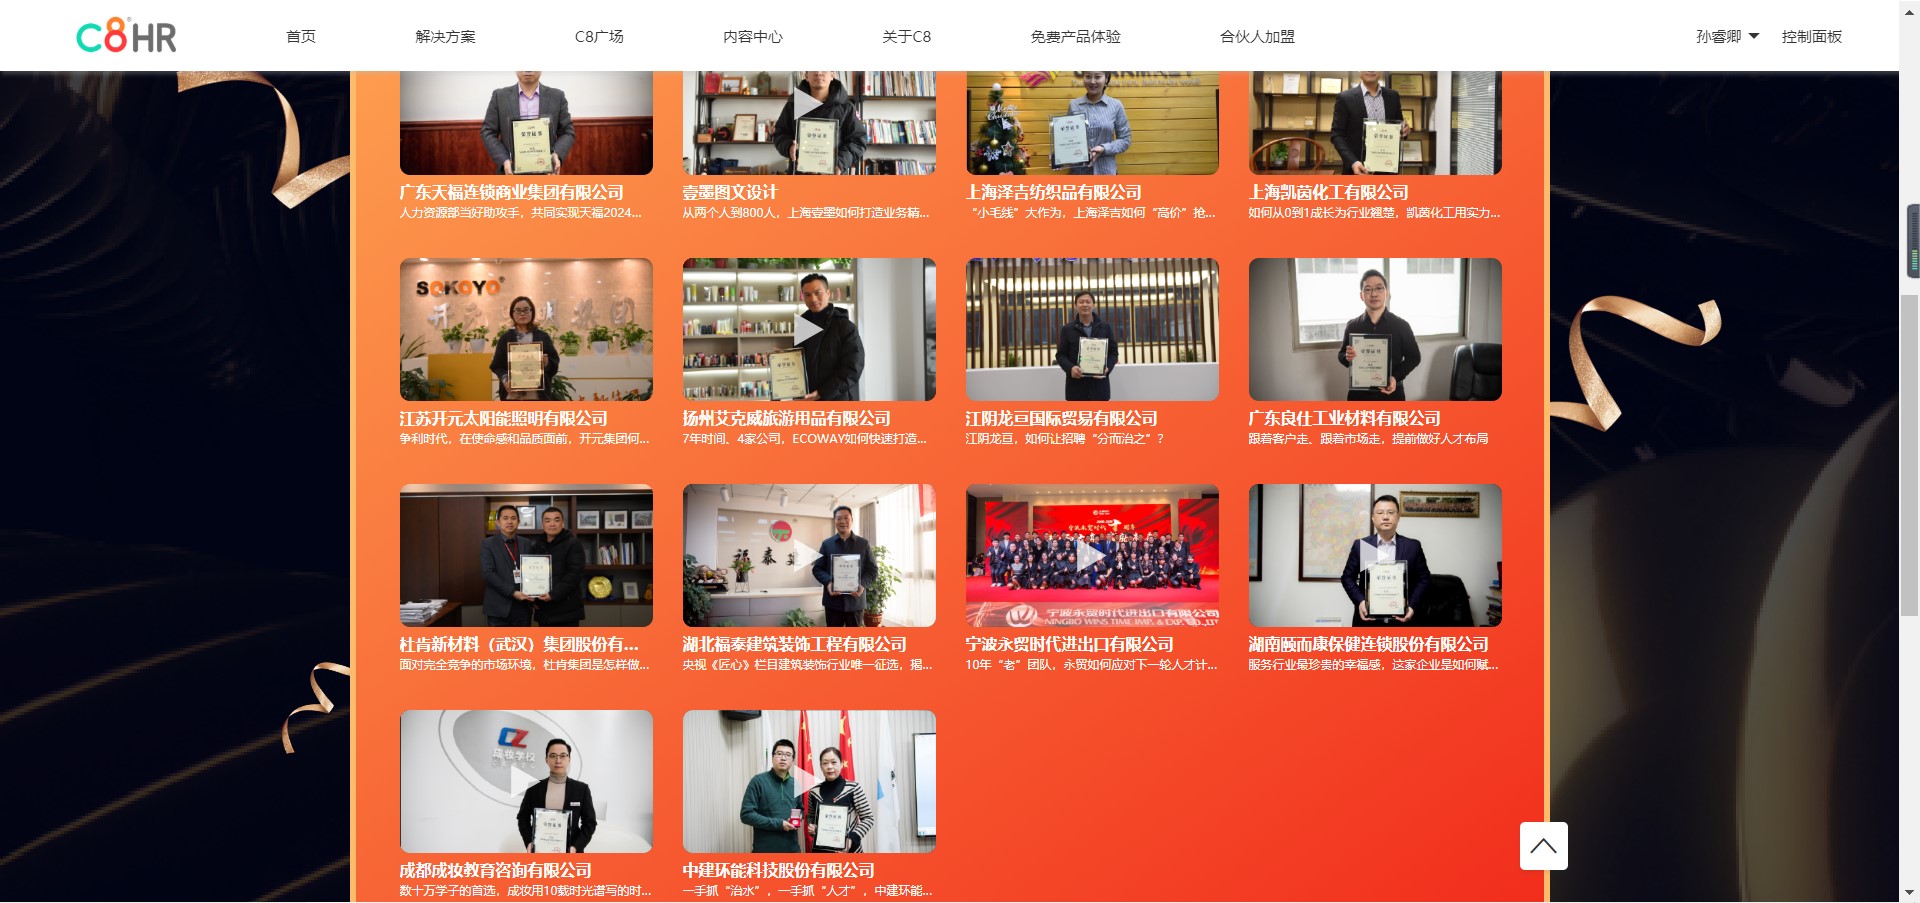 C8HR
首页
解决方案
C8广场
内容中心
关于C8
免费产品体验
合伙人加盟
孙睿卿
控制面板
广东天福连锁商业集团有限公司
人力资源部当好助攻手，共同实现天福2024...
壹墨图文设计
从两个人到800人，上海壹墨如何打造业务精...
上海泽吉纺织品有限公司
“小毛线”大作为，上海泽吉如何“高价”抢...
上海凯茵化工有限公司
如何从0到1成长为行业翘楚，凯茵化工用实力...
SOKOYO
江苏开元太阳能照明有限公司
争利时代，在使命感和品质面前，开元集团何...
扬州艾克威旅游用品有限公司
7年时间、4家公司，ECOWAY如何快速打造...
江阴龙亘国际贸易有限公司
江阴龙亘，如何让招聘“分而治之”？
广东良仕工业材料有限公司
跟着客户走、跟着市场走，提前做好人才布局
杜肯新材料（武汉）集团股份有...
面对完全竞争的市场环境，杜肯集团是怎样做...
福泰
湖北福泰建筑装饰工程有限公司
央视《匠心》栏目建筑装饰行业唯一征选，揭...
宁波永贸时代进出口有限公司
NINGBO WINS TIME IMP. & EXP. CO.,LTD
宁波永贸时代进出口有限公司
10年“老”团队，永贸如何应对下一轮人才计...
湖南颐而康保健连锁股份有限公司
服务行业最珍贵的幸福感，这家企业是如何赋...
CZ
成妆学校
成都成妆教育咨询有限公司
数十万学子的首选，成妆用10载时光谱写的时...
中建环能科技股份有限公司
一手抓“治水”，一手抓“人才”，中建环能...